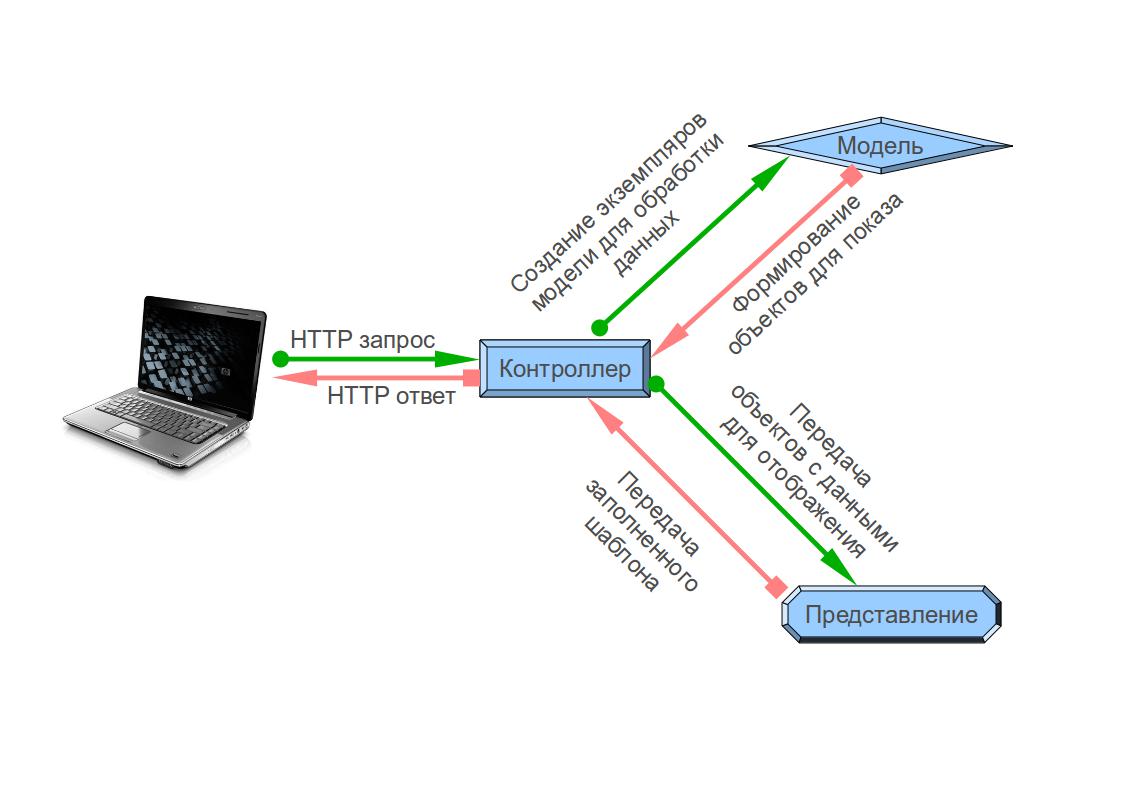 Модель
Создание экземпляров
модели для обработки
данных
Формирование
объектов для показа
HTTP запрос
Контроллер
HTTP ответ
Передача
объектов с данными
для отображения
Передача
заполненного
шаблона
Представление